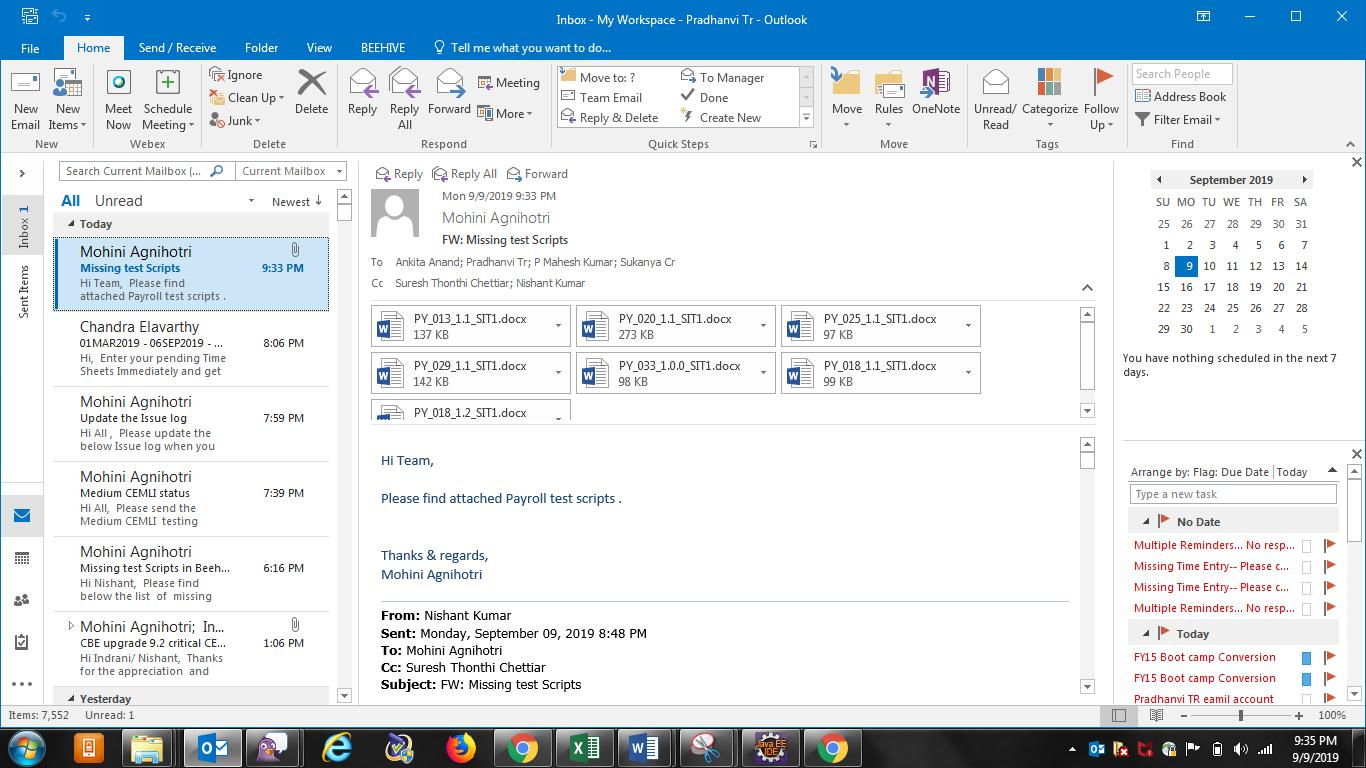 Inbox - My Workspace - Pradhanvi Tr - Outlook
File Home Send / Receive Folder View BEEHIVE Tell me what you want to do...
New Email
New Items
New
Meet Now
Schedule Meeting
Webex
Ignore
Clean Up
Junk
Delete
Delete
Reply
Reply All
Forward
Meeting
More
Respond
Move to: ? To Manager
Team Email Done
Reply & Delete Create New
Quick Steps
Move
Rules
OneNote
Move
Unread/ Read
Categorize
Follow Up
Tags
Search People
Address Book
Filter Email
Find
Inbox 1
Sent Items
Search Current Mailbox (... Current Mailbox
All Unread Newest ↓
Today
Mohini Agnihotri
Missing test Scripts 9:33 PM
Hi Team, Please find
attached Payroll test scripts .
Chandra Elavarthy
01MAR2019 - 06SEP2019 - ... 8:06 PM
Hi, Enter your pending Time
Sheets Immediately and get
Mohini Agnihotri
Update the Issue log 7:59 PM
Hi All , Please update the
below Issue log when you
Mohini Agnihotri
Medium CEMLI status 7:39 PM
Hi All, Please send the
Medium CEMLI testing
Mohini Agnihotri
Missing test Scripts in Beeh... 6:16 PM
Hi Nishant, Please find
below the list of missing
Mohini Agnihotri; In...
CBE upgrade 9.2 critical CE... 1:06 PM
Hi Indrani/ Nishant, Thanks
for the appreciation and
Yesterday
Reply Reply All Forward
Mon 9/9/2019 9:33 PM
Mohini Agnihotri
FW: Missing test Scripts
To Ankita Anand; Pradhanvi Tr; P Mahesh Kumar; Sukanya Cr
Cc Suresh Thonthi Chettiar; Nishant Kumar
PY_013_1.1_SIT1.docx
137 KB
PY_020_1.1_SIT1.docx
273 KB
PY_025_1.1_SIT1.docx
97 KB
PY_029_1.1_SIT1.docx
142 KB
PY_033_1.0.0_SIT1.docx
98 KB
PY_018_1.1_SIT1.docx
99 KB
PY_018_1.2_SIT1.docx
Hi Team,
Please find attached Payroll test scripts .
Thanks & regards,
Mohini Agnihotri
From: Nishant Kumar
Sent: Monday, September 09, 2019 8:48 PM
To: Mohini Agnihotri
Cc: Suresh Thonthi Chettiar
Subject: FW: Missing test Scripts
September 2019
SU MO TU WE TH FR SA
25 26 27 28 29 30 31
1 2 3 4 5 6 7
8 9 10 11 12 13 14
15 16 17 18 19 20 21
22 23 24 25 26 27 28
29 30 1 2 3 4 5
You have nothing scheduled in the next 7
days.
Arrange by: Flag: Due Date Today
Type a new task
No Date
Multiple Reminders... No resp...
Missing Time Entry-- Please c...
Missing Time Entry-- Please c...
Multiple Reminders... No resp...
Today
FY15 Boot camp Conversion
FY15 Boot camp Conversion
Pradhanvi TR eamil account
Items: 7,552 Unread: 1 100%
Java EE
IDE
9:35 PM
9/9/2019